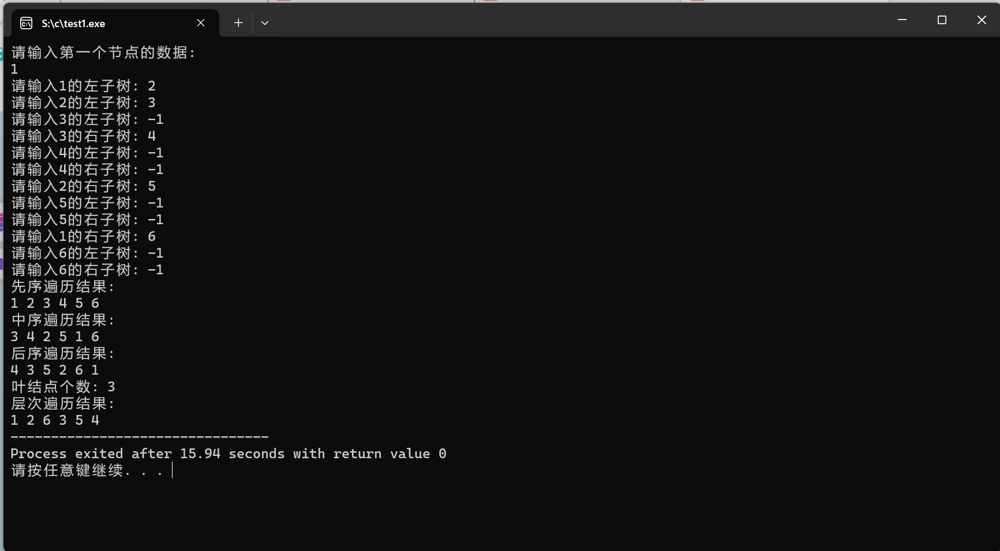 S:\c\test1.exe
请输入第一个节点的数据:
1
请输入1的左子树: 2
请输入2的左子树: 3
请输入3的左子树: -1
请输入3的右子树: 4
请输入4的左子树: -1
请输入4的右子树: -1
请输入2的右子树: 5
请输入5的左子树: -1
请输入5的右子树: -1
请输入1的右子树: 6
请输入6的左子树: -1
请输入6的右子树: -1
先序遍历结果:
1 2 3 4 5 6
中序遍历结果:
3 4 2 5 1 6
后序遍历结果:
4 3 5 2 6 1
叶结点个数: 3
层次遍历结果:
1 2 6 3 5 4
--------------------------------
Process exited after 15.94 seconds with return value 0
请按任意键继续. . .